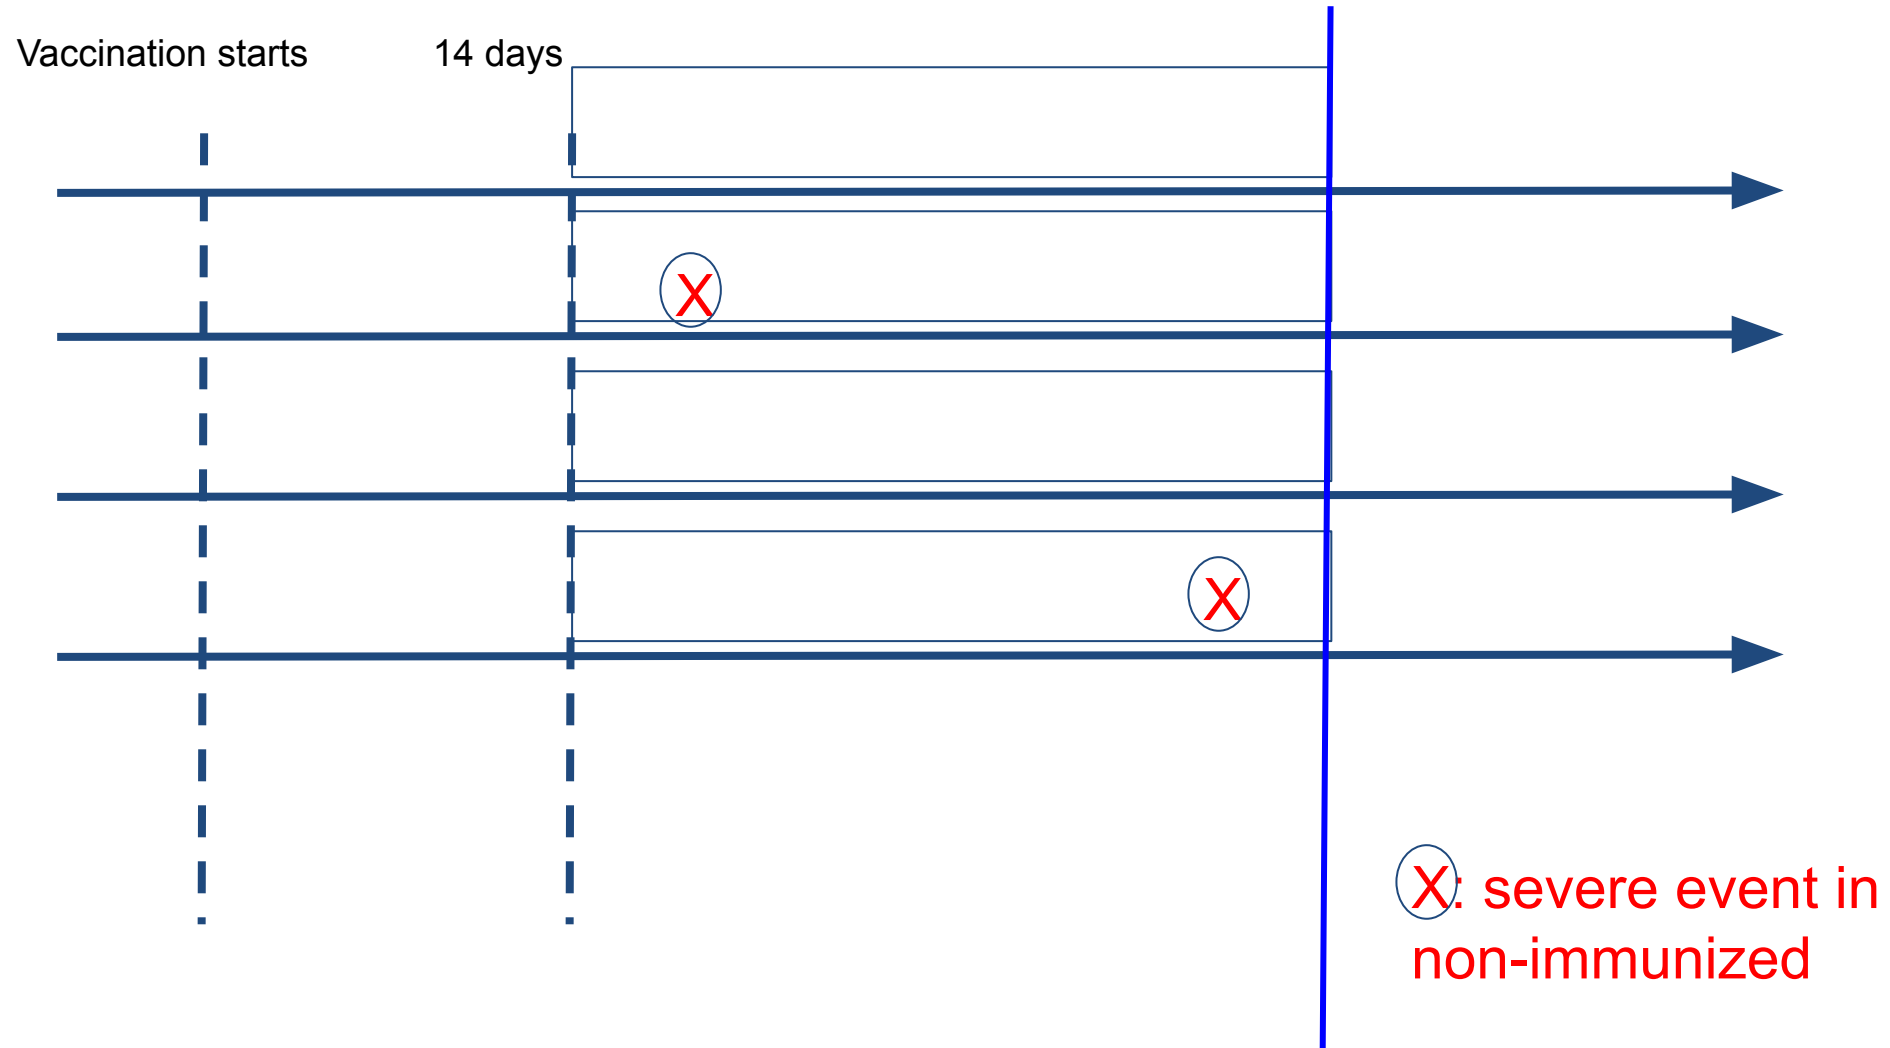 Vaccination starts 14 days
X
X
X: severe event in
non-immunized